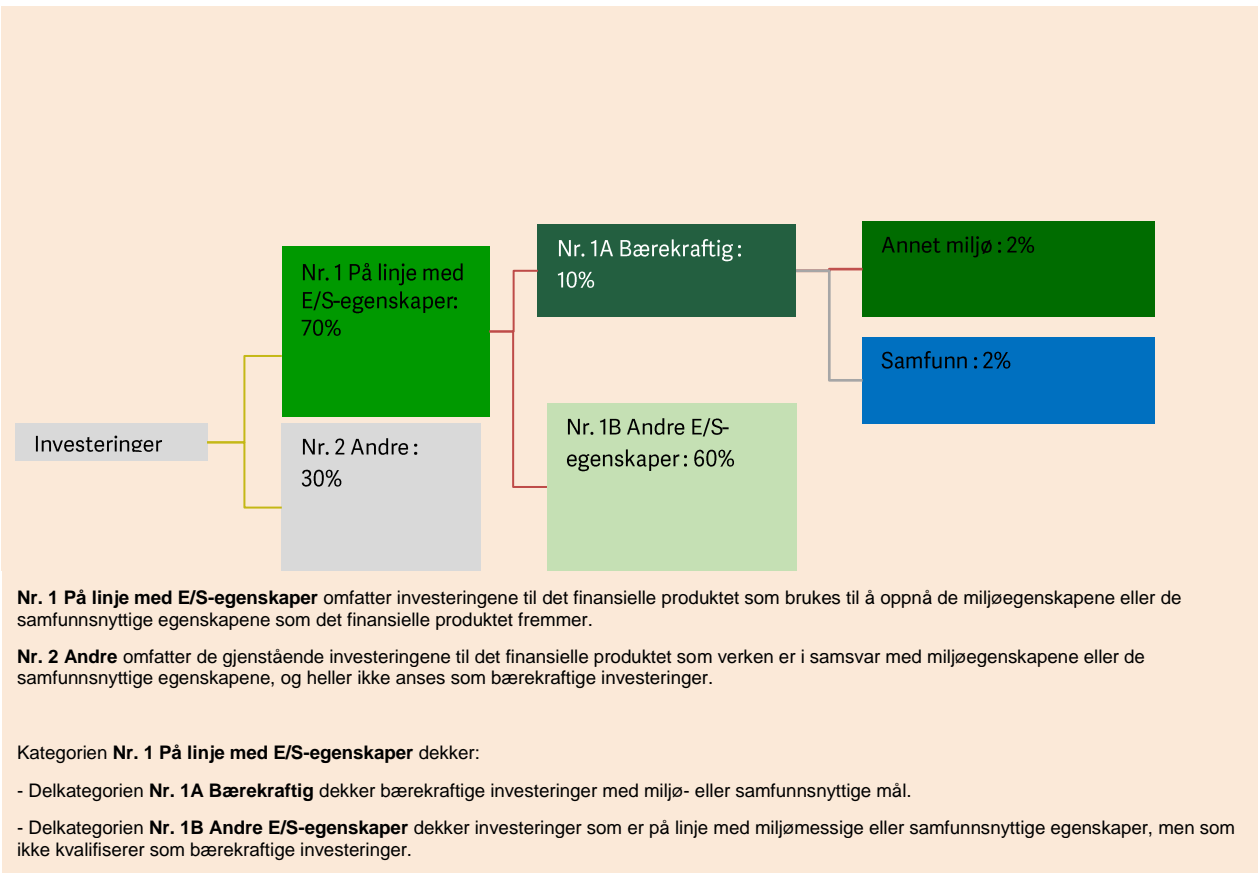 Investeringer
Nr. 1 På linje med
E/S-egenskaper:
70%
Nr. 2 Andre :
30%
Nr. 1A Bærekraftig :
10%
Nr. 1B Andre E/S-
egenskaper : 60%
Annet miljø : 2%
Samfunn : 2%
Nr. 1 På linje med E/S-egenskaper omfatter investeringene til det finansielle produktet som brukes til å oppnå de miljøegenskapene eller de
samfunnsnyttige egenskapene som det finansielle produktet fremmer.
Nr. 2 Andre omfatter de gjenstående investeringene til det finansielle produktet som verken er i samsvar med miljøegenskapene eller de
samfunnsnyttige egenskapene, og heller ikke anses som bærekraftige investeringer.
Kategorien Nr. 1 På linje med E/S-egenskaper dekker:
- Delkategorien Nr. 1A Bærekraftig dekker bærekraftige investeringer med miljø- eller samfunnsnyttige mål.
- Delkategorien Nr. 1B Andre E/S-egenskaper dekker investeringer som er på linje med miljømessige eller samfunnsnyttige egenskaper, men som
ikke kvalifiserer som bærekraftige investeringer.